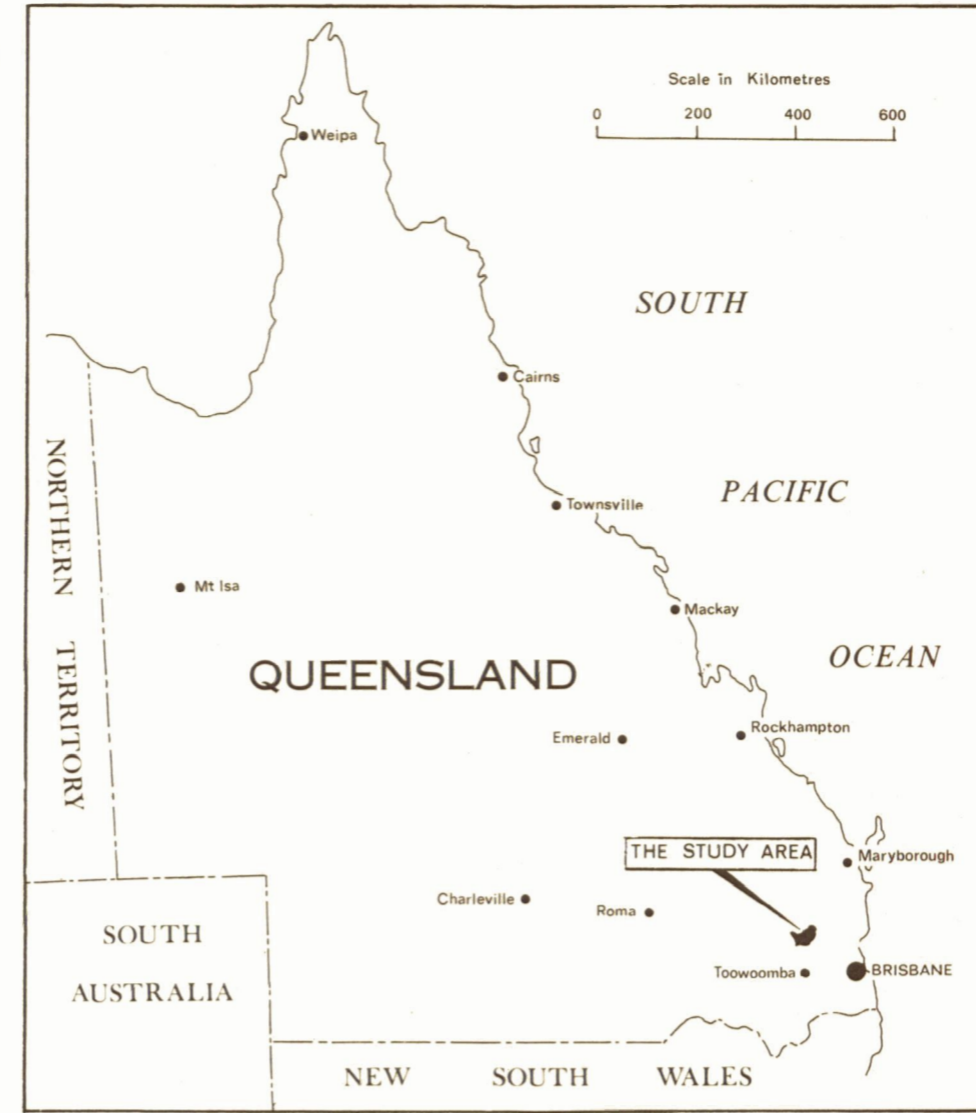 Scale in Kilometres
0 200 400 600
Weipa
SOUTH
Cairns
PACIFIC
Townsville
NORTHERN TERRITORY
Mt Isa
Mackay
OCEAN
QUEENSLAND
Rockhampton
Emerald
THE STUDY AREA
Maryborough
Charleville
Roma
SOUTH
AUSTRALIA
Toowoomba
BRISBANE
NEW SOUTH WALES